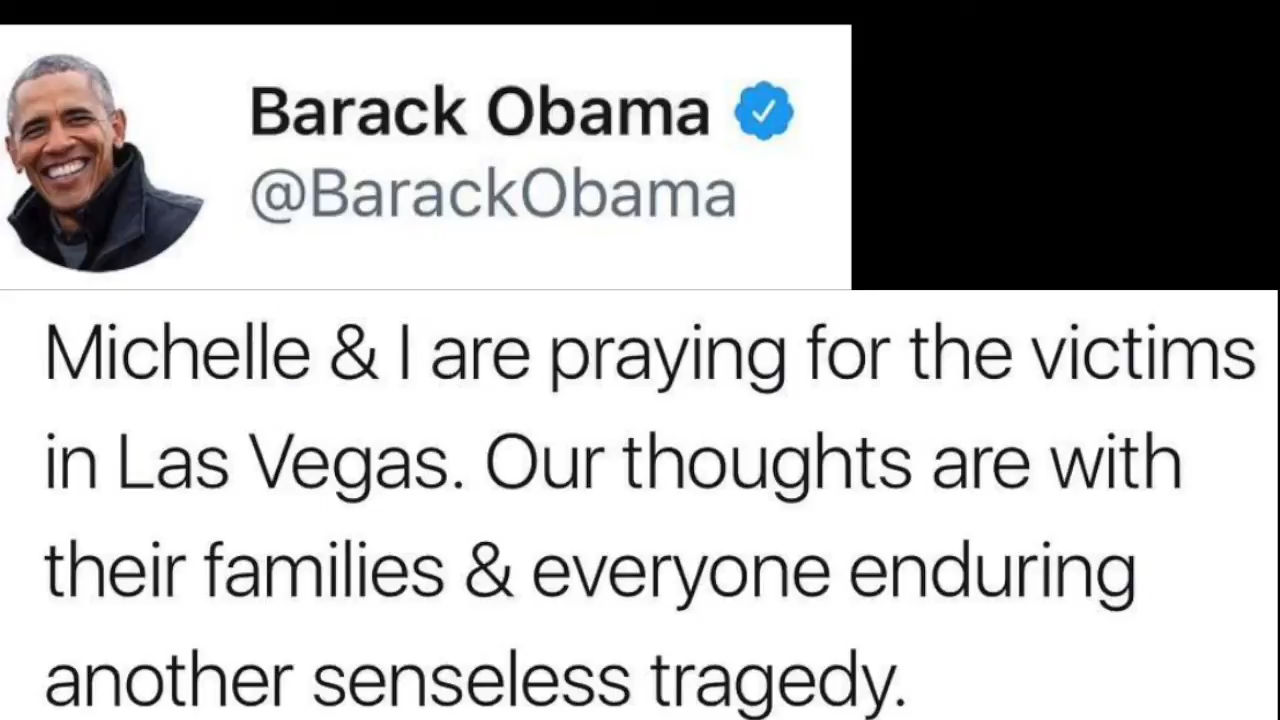 Barack Obama
@BarackObama
Michelle & I are praying for the victims
in Las Vegas. Our thoughts are with
their families & everyone enduring
another senseless tragedy.